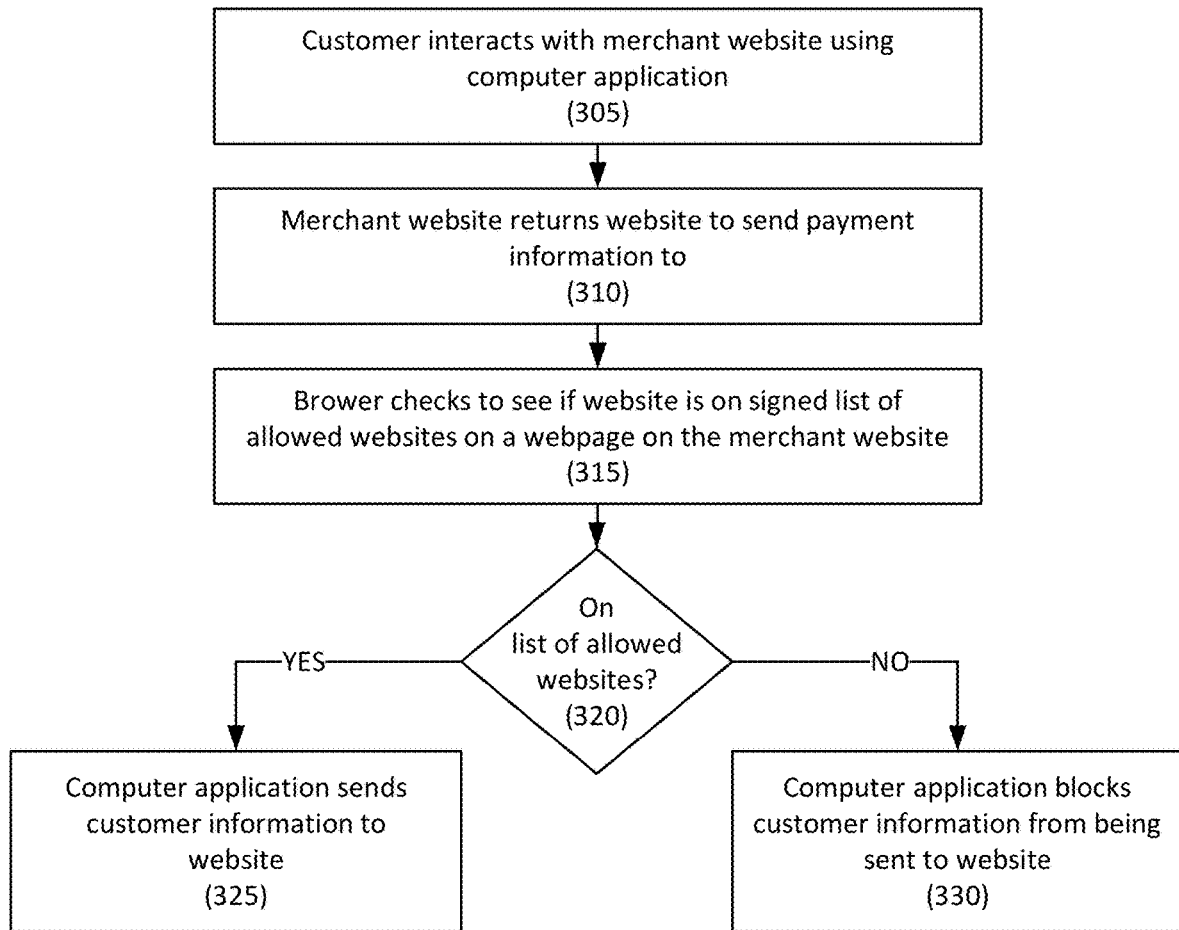 Customer interacts with merchant website using
computer application
(305)
Merchant website returns website to send payment
information to
(310)
Brower checks to see if website is on signed list of
allowed websites on a webpage on the merchant website
(315)
On
list of allowed
websites?
(320)
YES
NO
Computer application sends
customer information to
website
(325)
Computer application blocks
customer information from being
sent to website
(330)